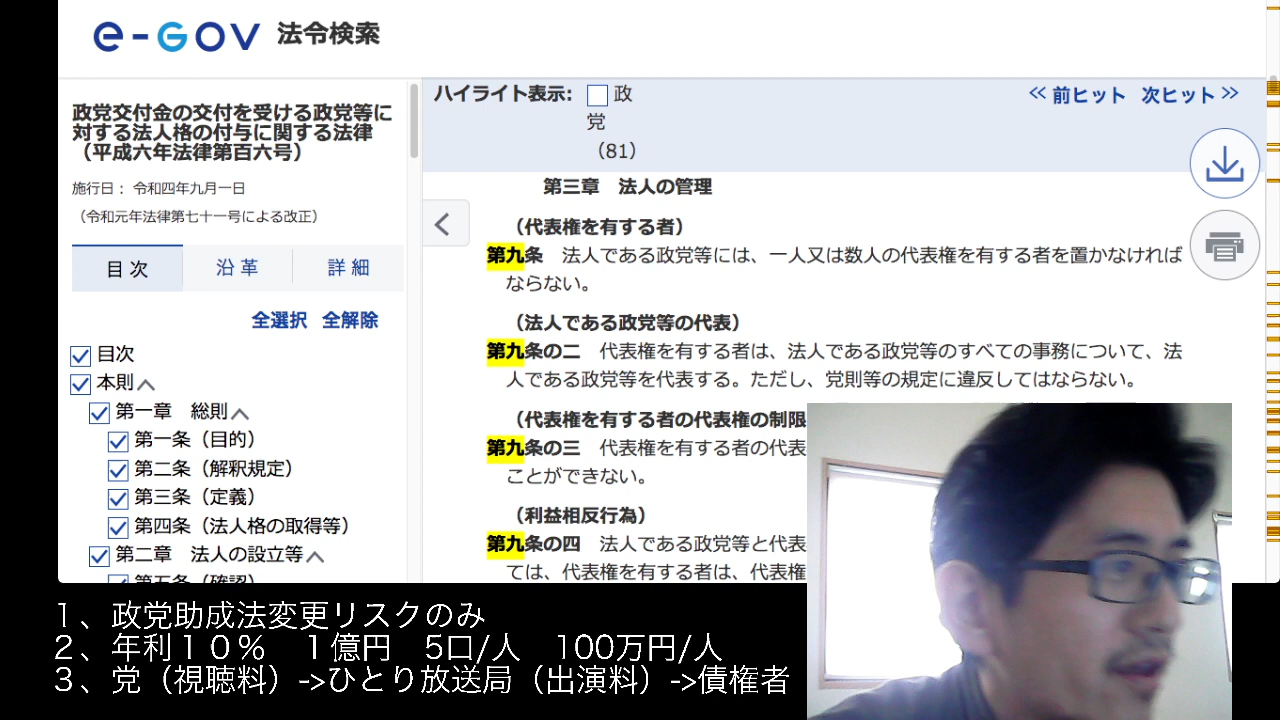 e-GOV 法令検索
政党交付金の交付を受ける政党等に
対する法人格の付与に関する法律
（平成六年法律第百六号）
施行日： 令和四年九月一日
（令和元年法律第七十一号による改正）
目次 沿革 詳細
全選択 全解除
目次
本則
第一章 総則
第一条（目的）
第二条（解釈規定）
第三条（定義）
第四条（法人格の取得等）
第二章 法人の設立等
第五条（確認）
ハイライト表示: 政
党
（81）
前ヒット 次ヒット
第三章 法人の管理
（代表権を有する者）
第九条 法人である政党等には、一人又は数人の代表権を有する者を置かなければ
ならない。
（法人である政党等の代表）
第九条の二 代表権を有する者は、法人である政党等のすべての事務について、法
人である政党等を代表する。ただし、党則等の規定に違反してはならない。
（代表権を有する者の代表権の制限
第九条の三 代表権を有する者の代表
ことができない。
（利益相反行為）
第九条の四 法人である政党等と代表
ては、代表権を有する者は、代表権
１、政党助成法変更リスクのみ
２、年利１０％ １億円 5口/人 100万円/人
３、党（視聴料）->ひとり放送局（出演料）->債権者